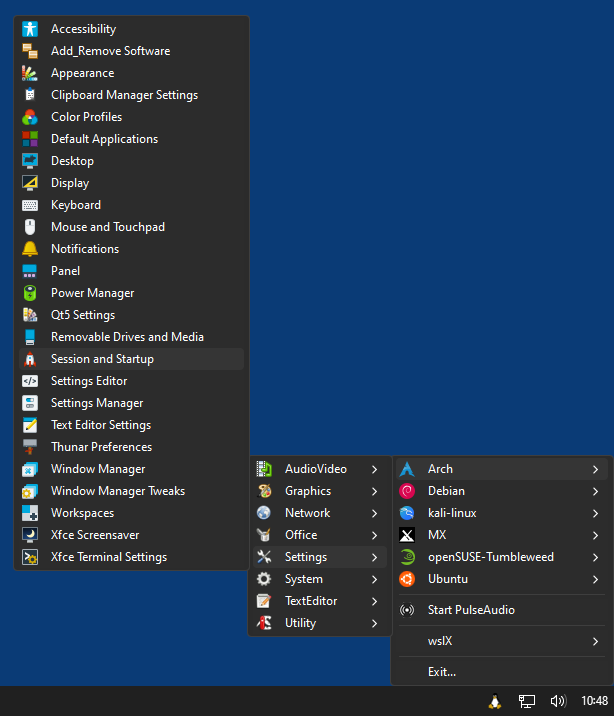 Accessibility
Add_Remove Software
Appearance
Clipboard Manager Settings
Color Profiles
Default Applications
Desktop
Display
Keyboard
Mouse and Touchpad
Notifications
Panel
Power Manager
Qt5 Settings
Removable Drives and Media
Session and Startup
Settings Editor
Settings Manager
Text Editor Settings
Thunar Preferences
Window Manager
Window Manager Tweaks
Workspaces
Xfce Screensaver
Xfce Terminal Settings
AudioVideo
Graphics
Network
Office
Settings
System
TextEditor
Utility
Arch
Debian
kali-linux
MX
openSUSE-Tumbleweed
Ubuntu
Start PulseAudio
wslX
Exit...
10:48